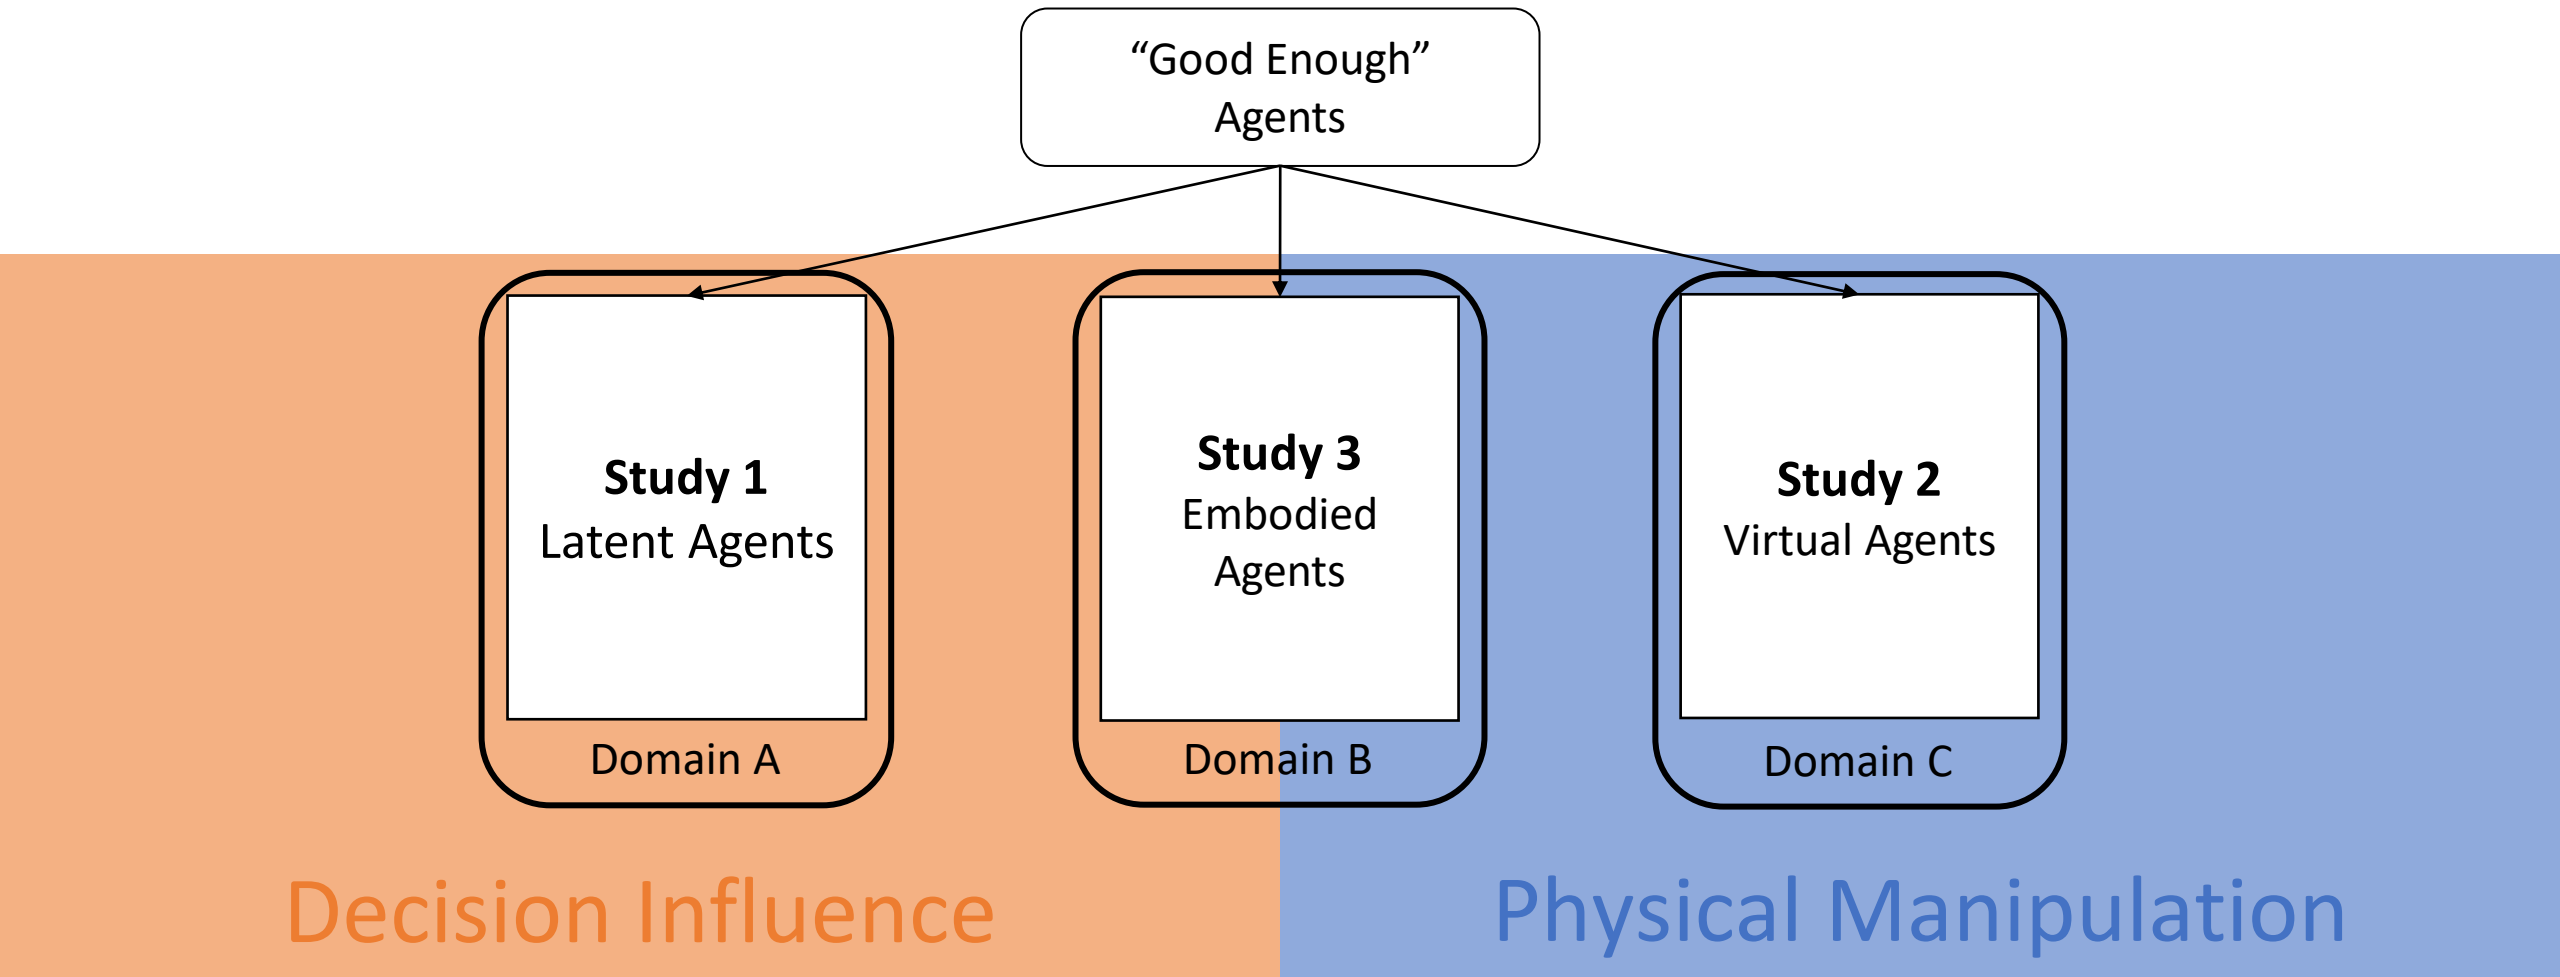 “Good Enough”
Agents
Study 1
Latent Agents
Domain A
Study 3
Embodied
Agents
Domain B
Study 2
Virtual Agents
Domain C
Decision Influence
Physical Manipulation